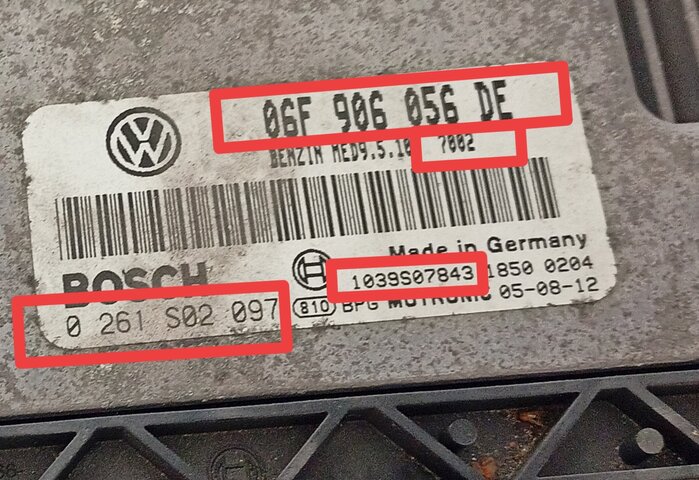 06F 906 056 DE
BENZIN MED9.5.10 7002
Made in Germany
BOSCH
1039S07843 1850 0204
0 261 S02 097
810 BPG MOTRONIC 05-08-12